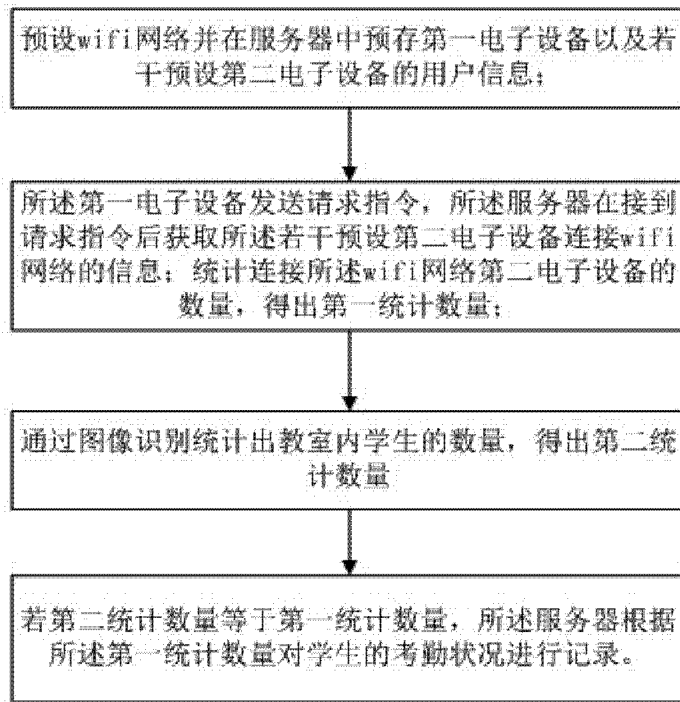 预设wifi网络并在服务器中预存第一电子设备以及若
干预设第二电子设备的用户信息;
所述第一电子设备发送请求指令,所述服务器在接到
请求指令后获取所述若干预设第二电子设备连接wifi
网络的信息;统计连接所述wifi网络第二电子设备的
数量,得出第一统计数量;
通过图像识别统计出教室内学生的数量,得出第二统
计数量
若第二统计数量等于第一统计数量,所述服务器根据
所述第一统计数量对学生的考勤状况进行记录。